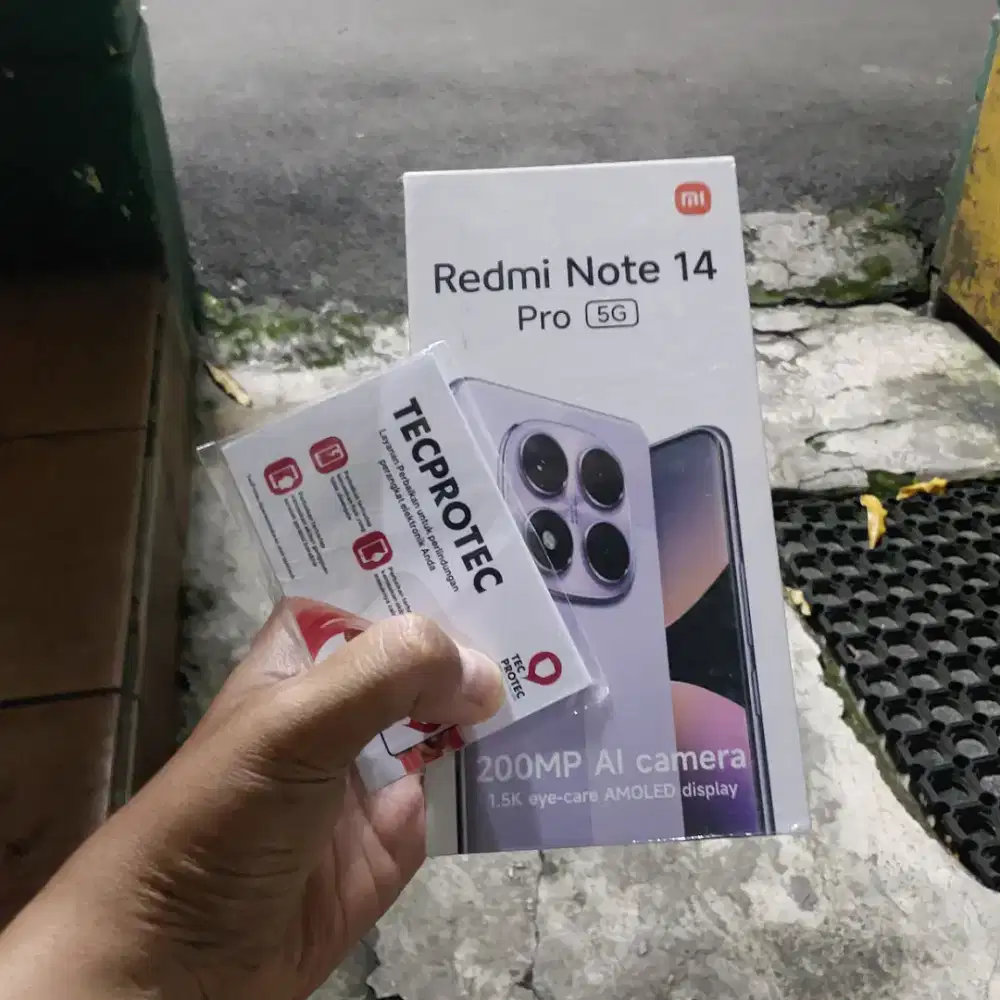 mi
Redmi Note 14
Pro 5G
TECPROTEC
Layanan Perbaikan untuk perlindungan
perangkat elektronik Anda
TEC
PROTEC
200MP AI camera
1.5K eye-care AMOLED display